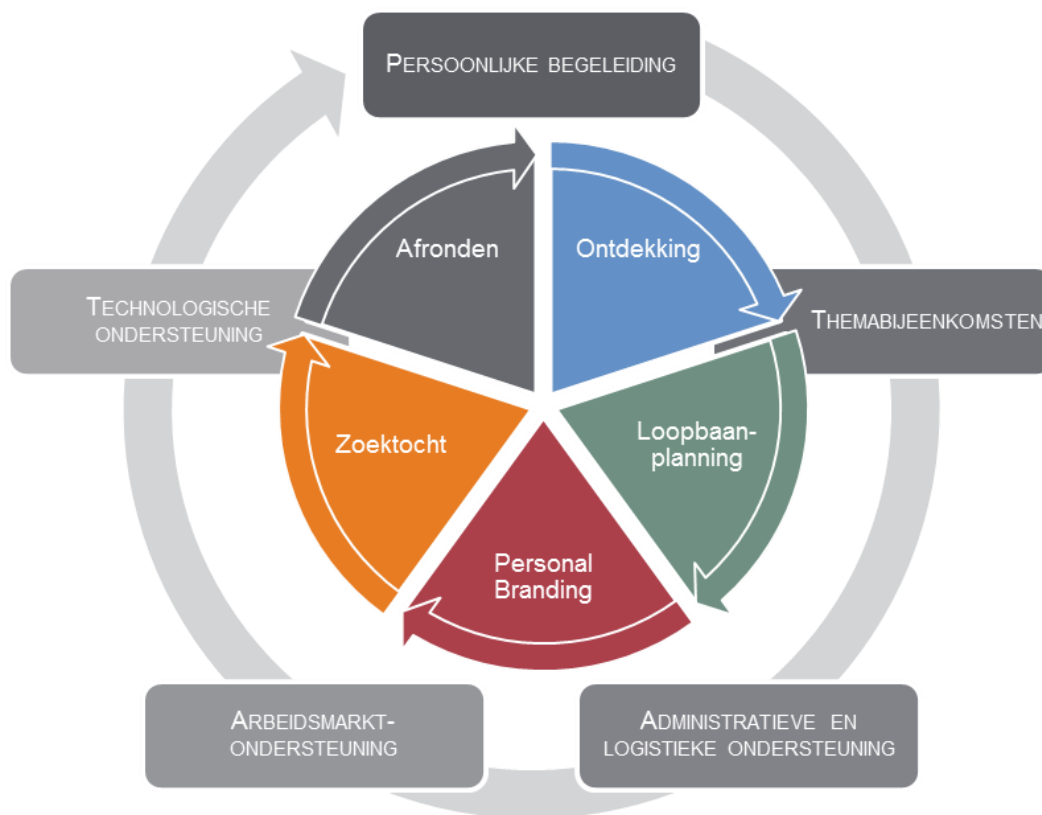 PERSOONLIJKE BEGELEIDING
Afronden
Ontdekking
TECHNOLOGISCHE
ONDERSTEUNING
THEMABIJEENKOMSTEN
Zoektocht
Loopbaan-
planning
Personal
Branding
ARBEIDSMARKT-
ONDERSTEUNING
ADMINISTRATIEVE EN
LOGISTIEKE ONDERSTEUNING